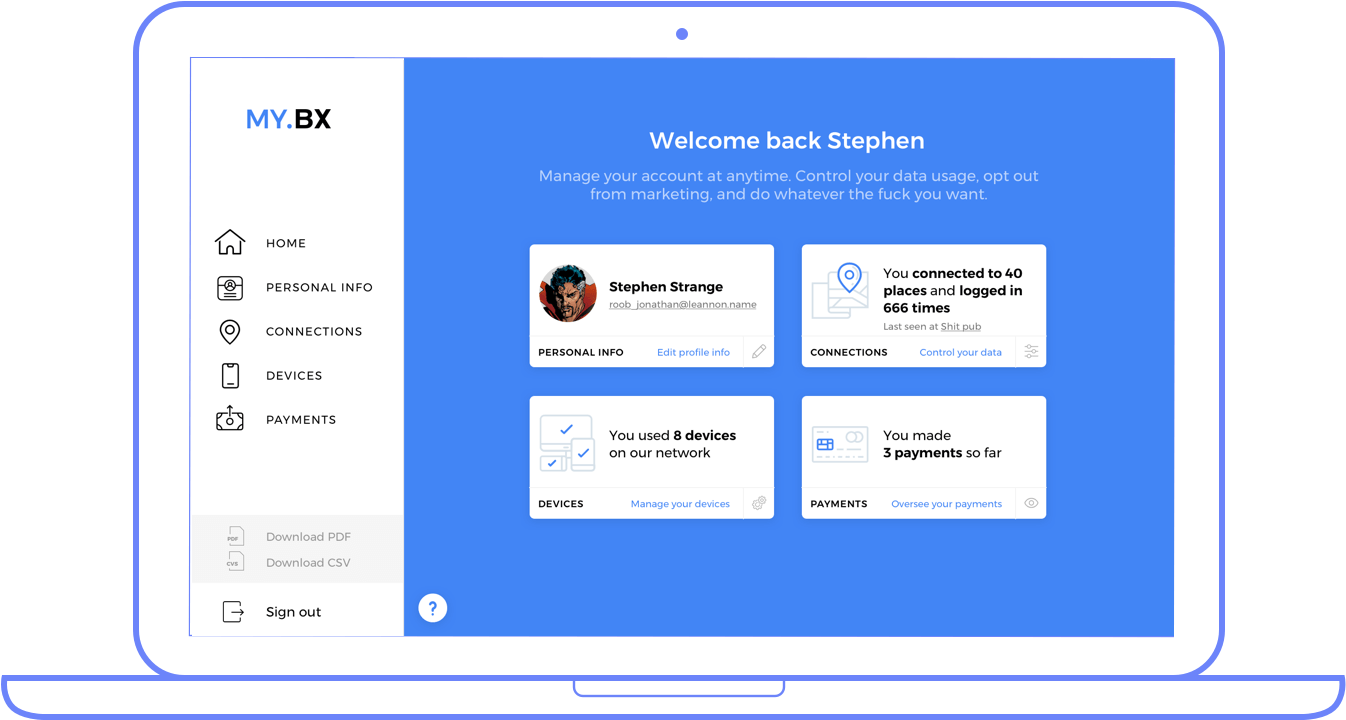 MY.BX
HOME
PERSONAL INFO
CONNECTIONS
DEVICES
PAYMENTS
PDF
Download PDF
CVS
Download CSV
Sign out
Welcome back Stephen
Manage your account at anytime. Control your data usage, opt out
from marketing, and do whatever the fuck you want.
Stephen Strange
roob_jonathan@leannon.name
PERSONAL INFO
Edit profile info
You connected to 40
places and logged in
666 times
Last seen at Shit pub
CONNECTIONS
Control your data
You used 8 devices
on our network
DEVICES
Manage your devices
You made
3 payments so far
PAYMENTS
Oversee your payments
?